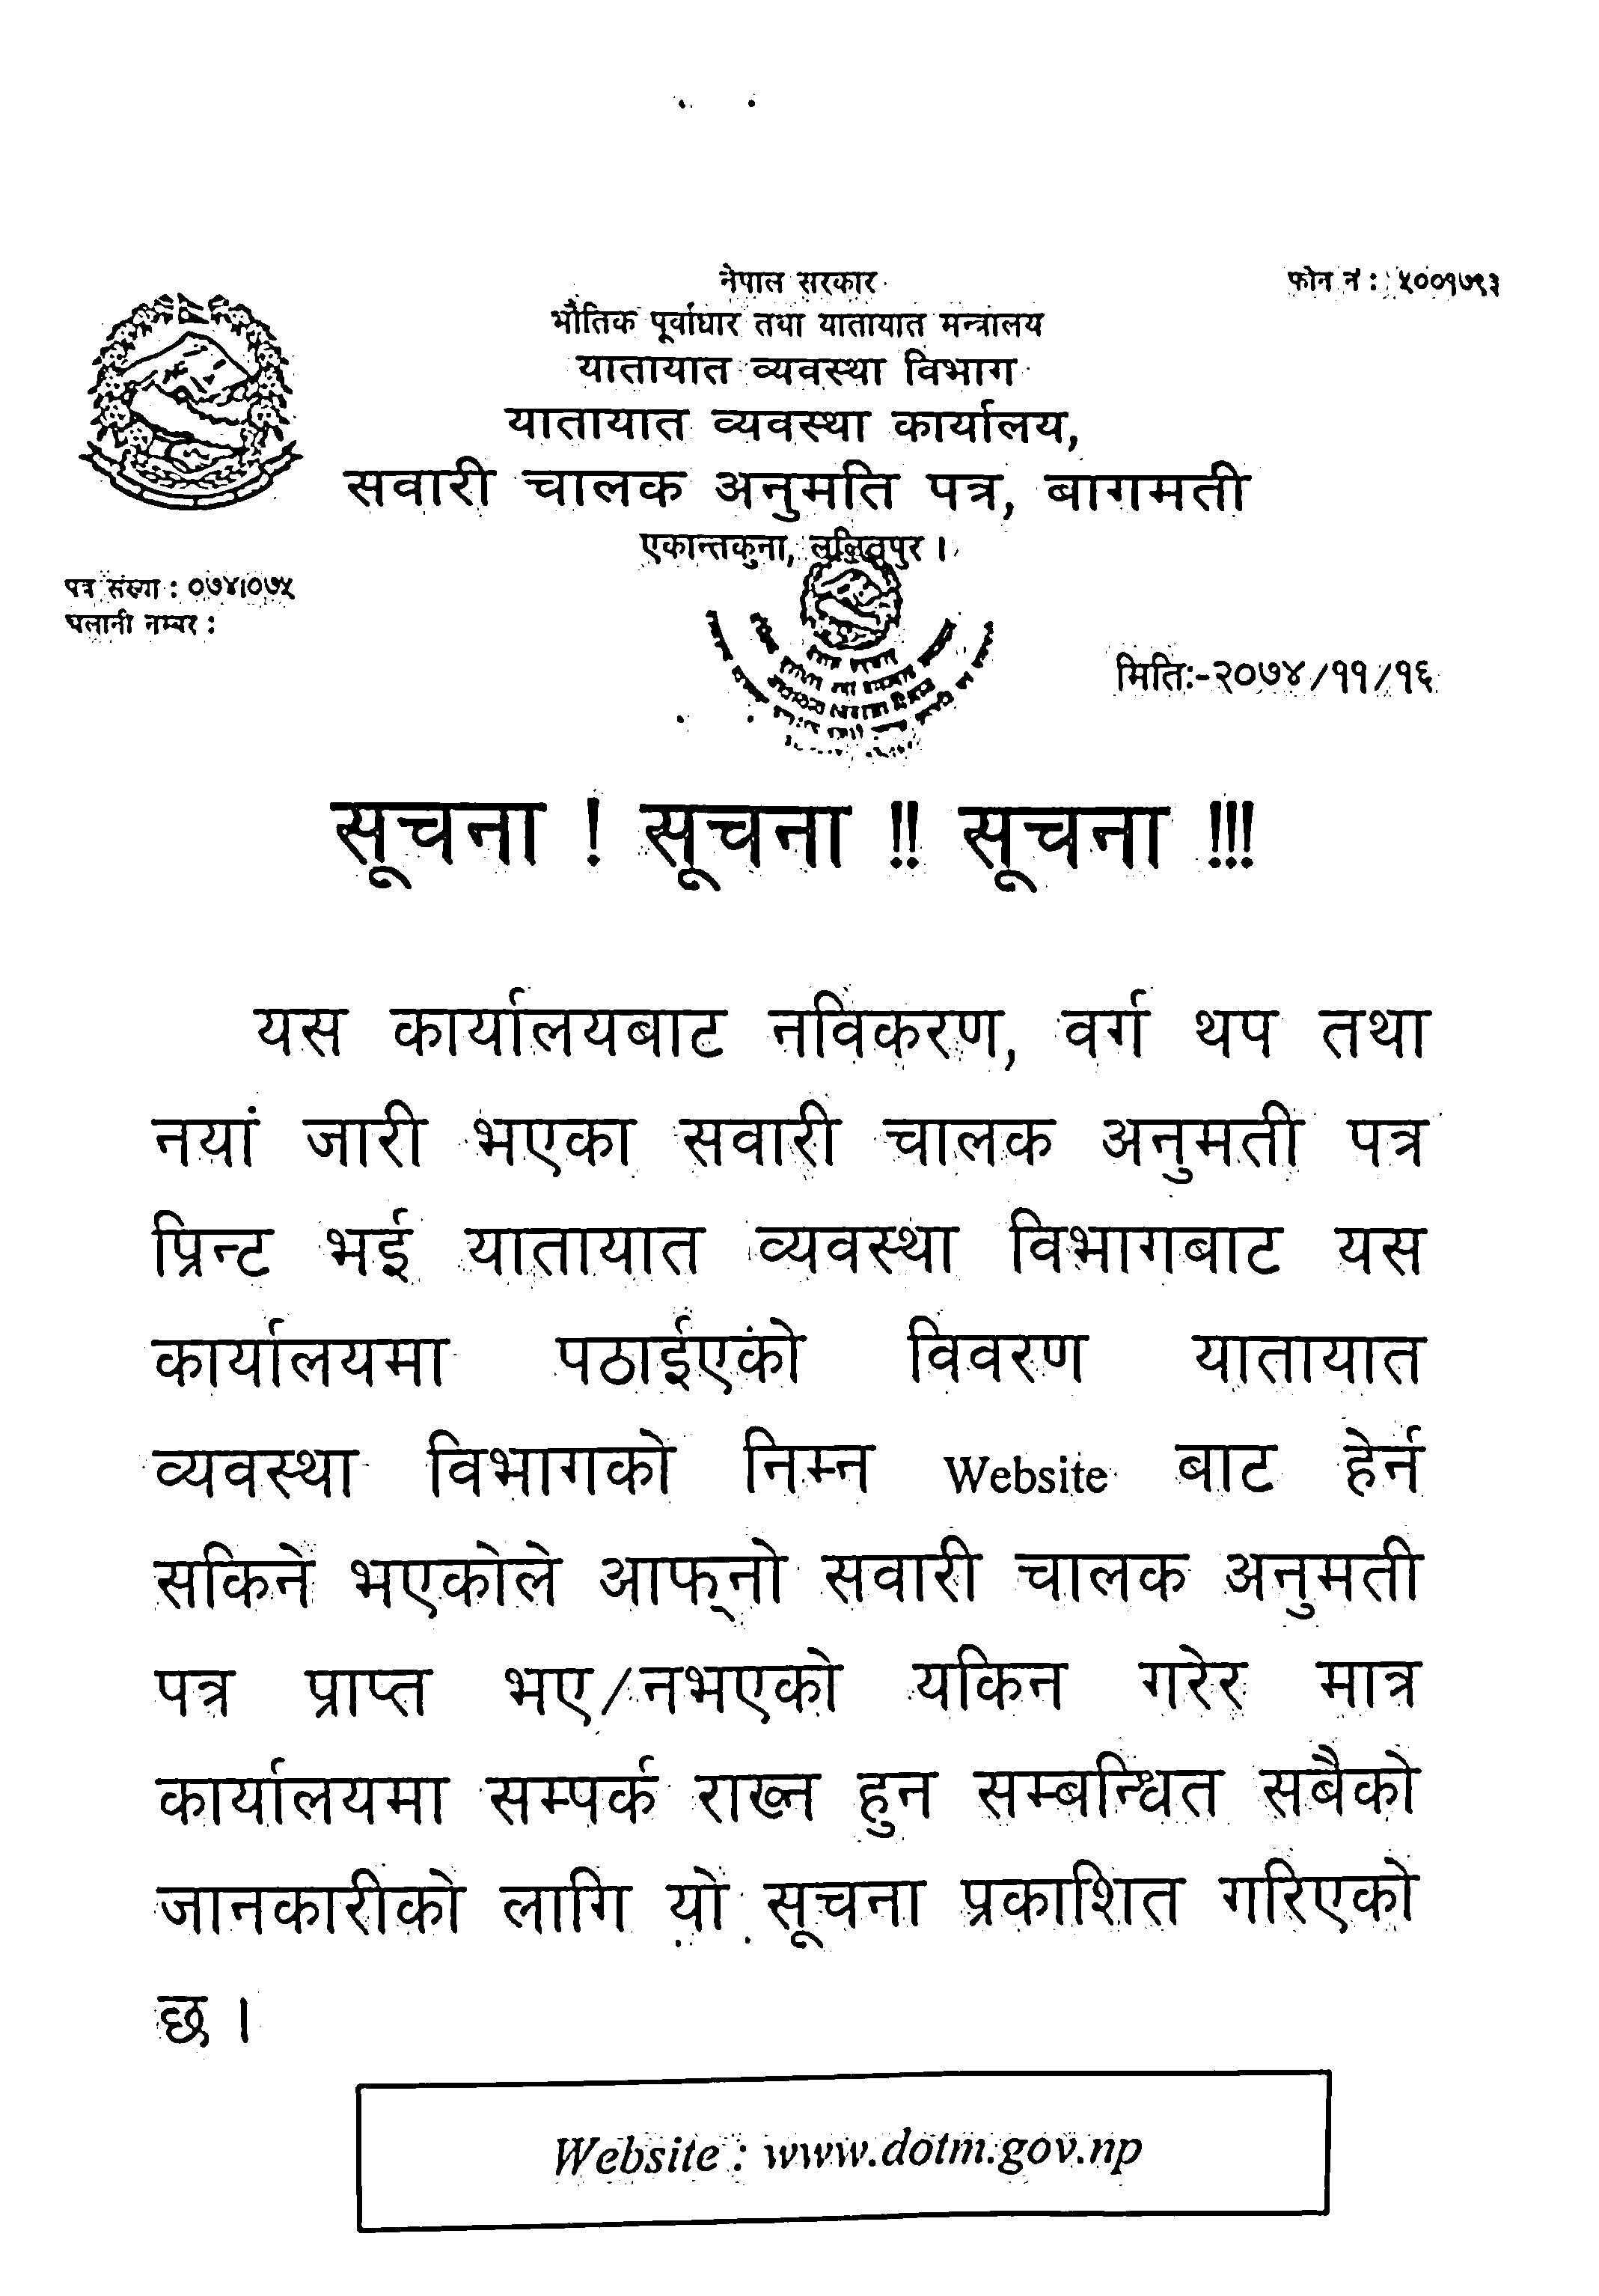 नेपाल सरकार
फोन नं : ५००१७९३
भौतिक पूर्वाधार तथा यातायात मन्त्रालय
यातायात व्यवस्था विभाग
यातायात व्यवस्था कार्यालय,
सवारी चालक अनुमति पत्र, बागमती
एकान्तकुना, ललितपुर ।
पत्र संख्या : ०७४।०७५
चलानी नम्बर :
नेपाल सरकार
मिति:-२०७४/११/१६
सूचना ! सूचना !! सूचना !!!
यस कार्यालयबाट नविकरण, वर्ग थप तथा
नयां जारी भएका सवारी चालक अनुमती पत्र
प्रिन्ट भई यातायात व्यवस्था विभागबाट यस
कार्यालयमा पठाईएको विवरण यातायात
व्यवस्था विभागको निम्न Website बाट हेर्न
सकिने भएकोले आफ्‌नो सवारी चालक अनुमती
पत्र प्राप्त भए/नभएको यकिन गरेर मात्र
कार्यालयमा सम्पर्क राख्न हुन सम्बन्धित सबैको
जानकारीको लागि यो सूचना प्रकाशित गरिएको
छ ।
Website : www.dotm.gov.np